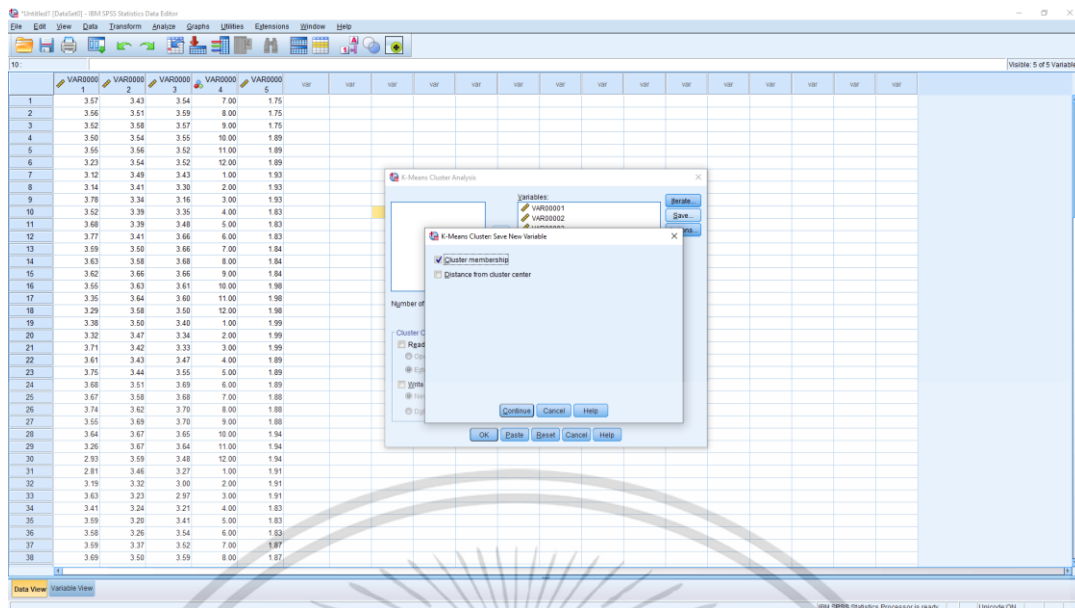 *Untitled1 [DataSet0] - IBM SPSS Statistics Data Editor
File Edit View Data Transform Analyze Graphs Utilities Extensions Window Help
10 :
Visible: 5 of 5 Variable
VAR00001 VAR00002 VAR00003 VAR00004 VAR00005 var var var var var var var var var var var var var var var
1 3.57 3.43 3.54 7.00 1.75
2 3.56 3.51 3.59 8.00 1.75
3 3.52 3.58 3.57 9.00 1.75
4 3.50 3.54 3.55 10.00 1.89
5 3.55 3.56 3.52 11.00 1.89
6 3.23 3.54 3.52 12.00 1.89
7 3.12 3.49 3.43 1.00 1.93
8 3.14 3.41 3.30 2.00 1.93
9 3.78 3.34 3.16 3.00 1.93
10 3.52 3.39 3.35 4.00 1.83
11 3.68 3.39 3.48 5.00 1.83
12 3.77 3.41 3.66 6.00 1.83
13 3.59 3.50 3.66 7.00 1.84
14 3.63 3.58 3.68 8.00 1.84
15 3.62 3.66 3.66 9.00 1.84
16 3.55 3.63 3.61 10.00 1.98
17 3.35 3.64 3.60 11.00 1.98
18 3.29 3.58 3.50 12.00 1.98
19 3.38 3.50 3.40 1.00 1.99
20 3.32 3.47 3.34 2.00 1.99
21 3.71 3.42 3.33 3.00 1.99
22 3.61 3.43 3.47 4.00 1.89
23 3.75 3.44 3.55 5.00 1.89
24 3.68 3.51 3.69 6.00 1.89
25 3.67 3.58 3.68 7.00 1.88
26 3.74 3.62 3.70 8.00 1.88
27 3.55 3.69 3.70 9.00 1.88
28 3.64 3.67 3.65 10.00 1.94
29 3.26 3.67 3.64 11.00 1.94
30 2.93 3.59 3.48 12.00 1.94
31 2.81 3.46 3.27 1.00 1.91
32 3.19 3.32 3.00 2.00 1.91
33 3.63 3.23 2.97 3.00 1.91
34 3.41 3.24 3.21 4.00 1.83
35 3.59 3.20 3.41 5.00 1.83
36 3.58 3.26 3.54 6.00 1.83
37 3.59 3.37 3.52 7.00 1.87
38 3.69 3.50 3.59 8.00 1.87
K-Means Cluster Analysis
Variables:
VAR00001
VAR00002
Iterate...
Save...
Number of
Cluster C
Read
Write
OK Paste Reset Cancel Help
K-Means Cluster: Save New Variable
Cluster membership
Distance from cluster center
Continue Cancel Help
Data View Variable View
IBM SPSS Statistics Processor is ready Unicode:ON